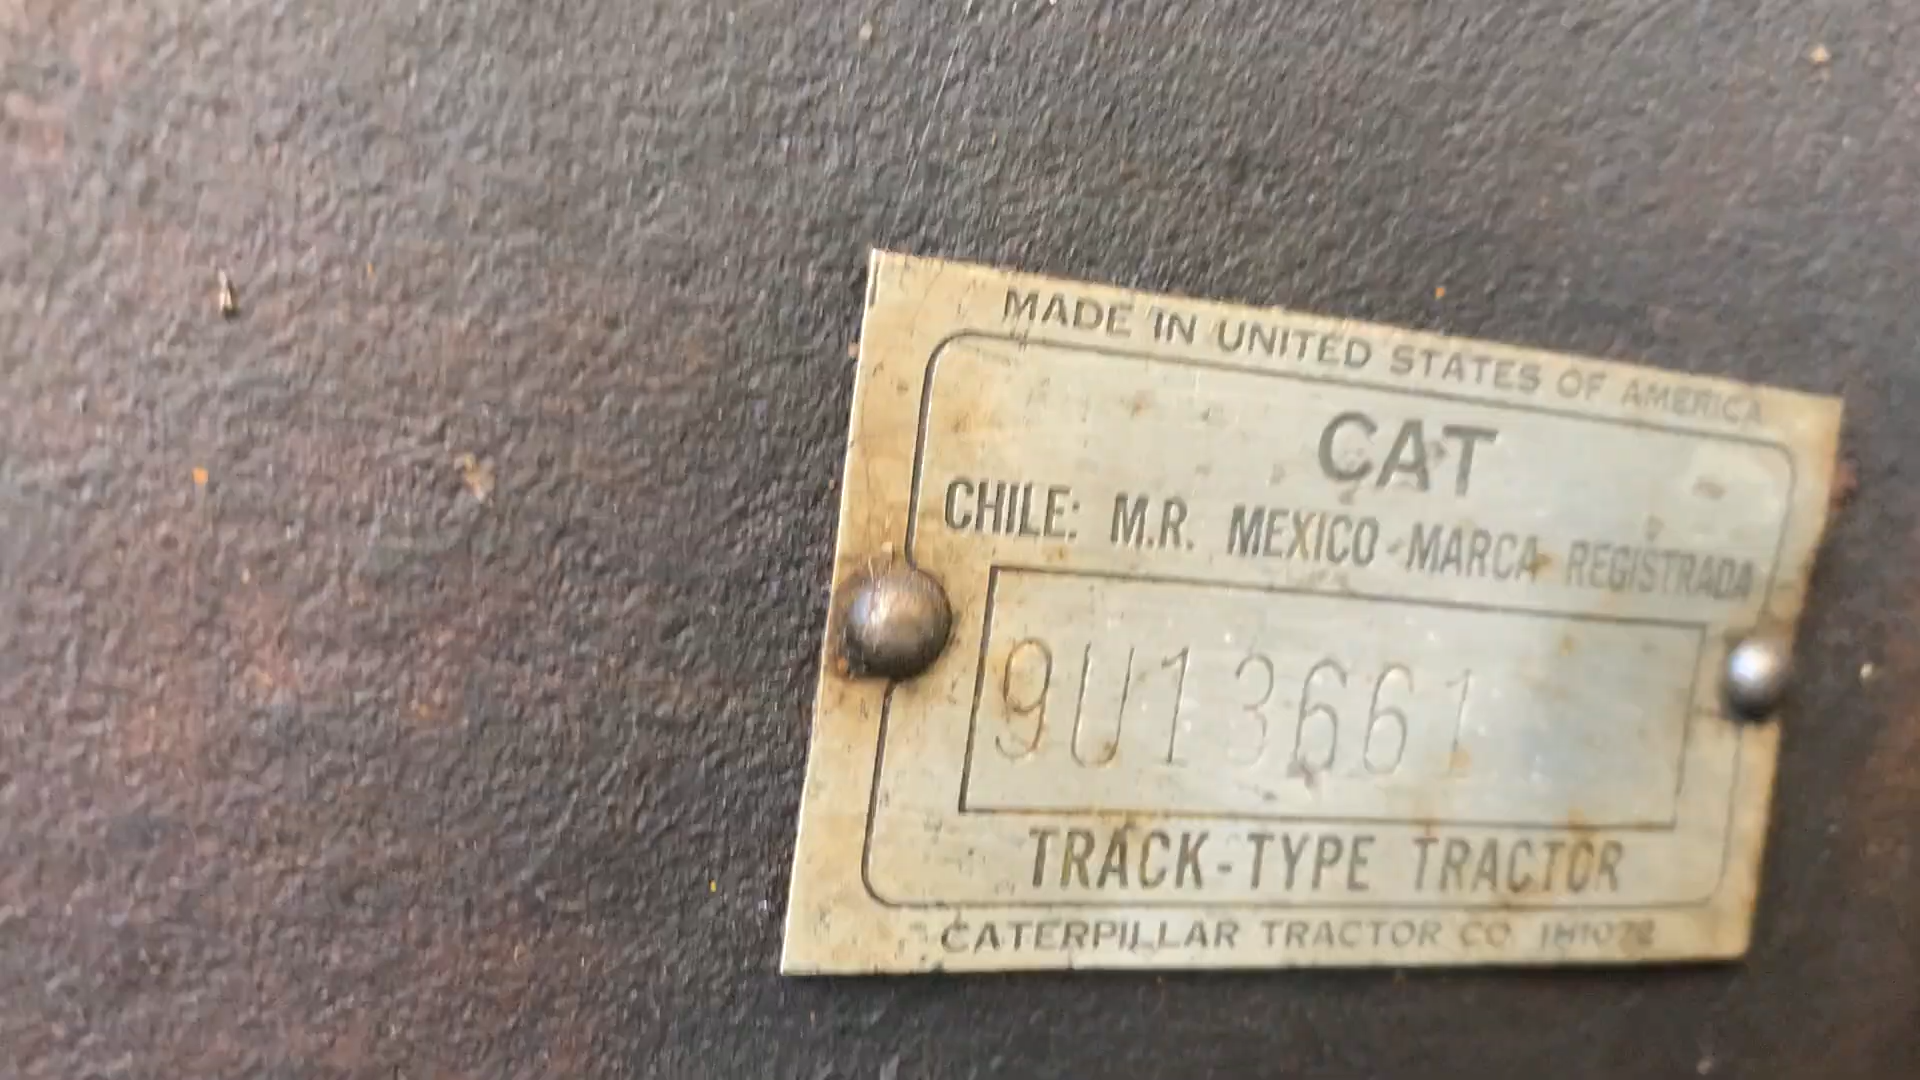 MADE IN UNITED STATES OF AMERICA
CAT
CHILE: M.R. MEXICO-MARCA REGISTRADA
9U13661
TRACK-TYPE TRACTOR
CATERPILLAR TRACTOR CO